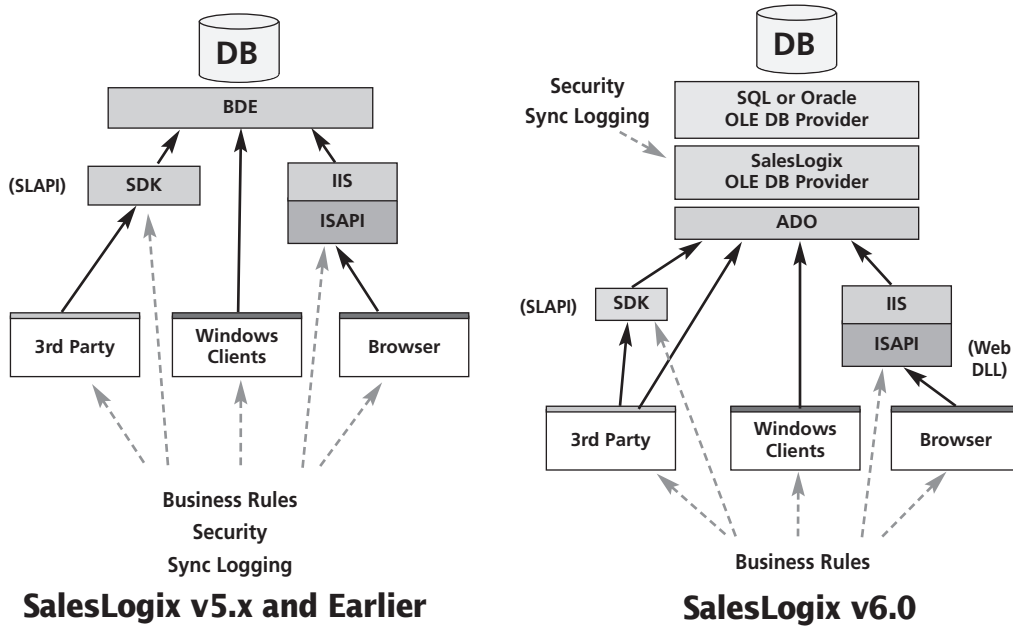 DB
BDE
(SLAPI)
SDK
IIS
ISAPI
3rd Party
Windows
Clients
Browser
Business Rules
Security
Sync Logging
SalesLogix v5.x and Earlier
DB
Security
Sync Logging
SQL or Oracle
OLE DB Provider
SalesLogix
OLE DB Provider
ADO
(SLAPI)
SDK
IIS
ISAPI
(Web
DLL)
3rd Party
Windows
Clients
Browser
Business Rules
SalesLogix v6.0